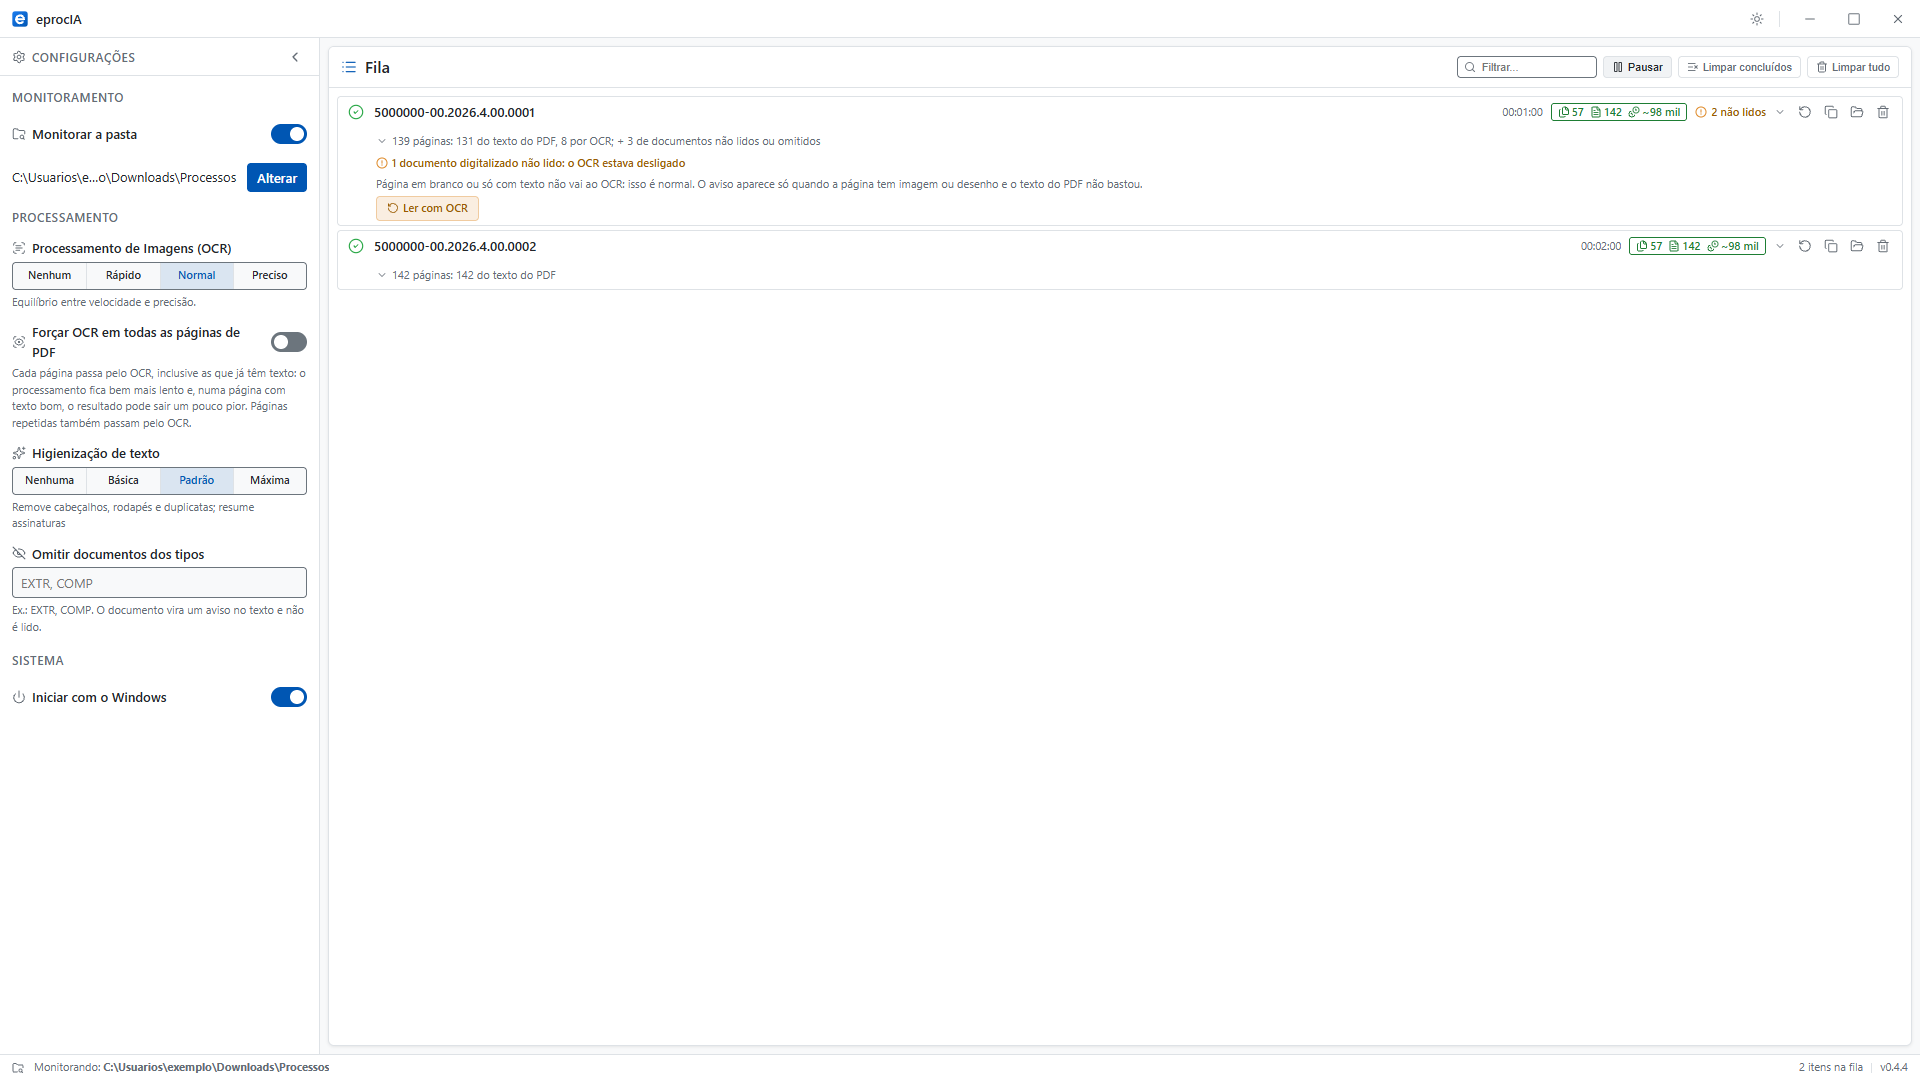 eprocIA
CONFIGURAÇÕES
MONITORAMENTO
Monitorar a pasta
C:\Usuarios\e...o\Downloads\Processos
Alterar
PROCESSAMENTO
Processamento de Imagens (OCR)
Nenhum Rápido Normal Preciso
Equilíbrio entre velocidade e precisão.
Forçar OCR em todas as páginas de
PDF
Cada página passa pelo OCR, inclusive as que já têm texto: o
processamento fica bem mais lento e, numa página com
texto bom, o resultado pode sair um pouco pior. Páginas
repetidas também passam pelo OCR.
Higienização de texto
Nenhuma Básica Padrão Máxima
Remove cabeçalhos, rodapés e duplicatas; resume
assinaturas
Omitir documentos dos tipos
EXTR, COMP
Ex.: EXTR, COMP. O documento vira um aviso no texto e não
é lido.
SISTEMA
Iniciar com o Windows
Fila
Filtrar...
Pausar
Limpar concluídos
Limpar tudo
5000000-00.2026.4.00.0001
00:01:00 57 142 ~98 mil 2 não lidos
139 páginas: 131 do texto do PDF, 8 por OCR; + 3 de documentos não lidos ou omitidos
1 documento digitalizado não lido: o OCR estava desligado
Página em branco ou só com texto não vai ao OCR: isso é normal. O aviso aparece só quando a página tem imagem ou desenho e o texto do PDF não bastou.
Ler com OCR
5000000-00.2026.4.00.0002
00:02:00 57 142 ~98 mil
142 páginas: 142 do texto do PDF
Monitorando: C:\Usuarios\exemplo\Downloads\Processos
2 itens na fila
v0.4.4